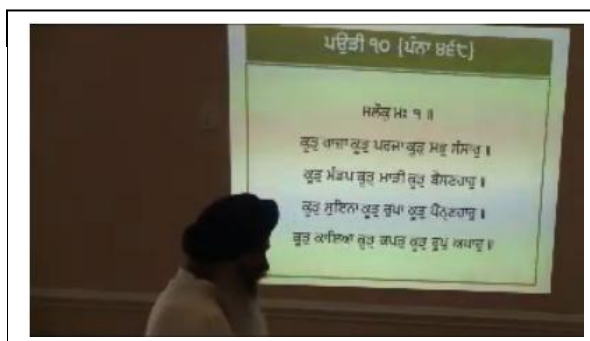 ਪਉੜੀ ੧੦ {ਪੰਨਾ ੪੬੮}
ਸਲੋਕੁ ਮਃ ੧ ॥
ਕੂੜੁ ਰਾਜਾ ਕੂੜੁ ਪਰਜਾ ਕੂੜੁ ਸਭੁ ਸੰਸਾਰੁ ॥
ਕੂੜੁ ਮੰਡਪ ਕੂੜੁ ਮਾੜੀ ਕੂੜੁ ਬੈਸਣਹਾਰੁ ॥
ਕੂੜੁ ਸੁਇਨਾ ਕੂੜੁ ਰੁਪਾ ਕੂੜੁ ਪੈਨ੍ਹਣਹਾਰੁ ॥
ਕੂੜੁ ਕਾਇਆ ਕੂੜੁ ਕਪੜੁ ਕੂੜੁ ਰੂਪੁ ਅਪਾਰੁ ॥